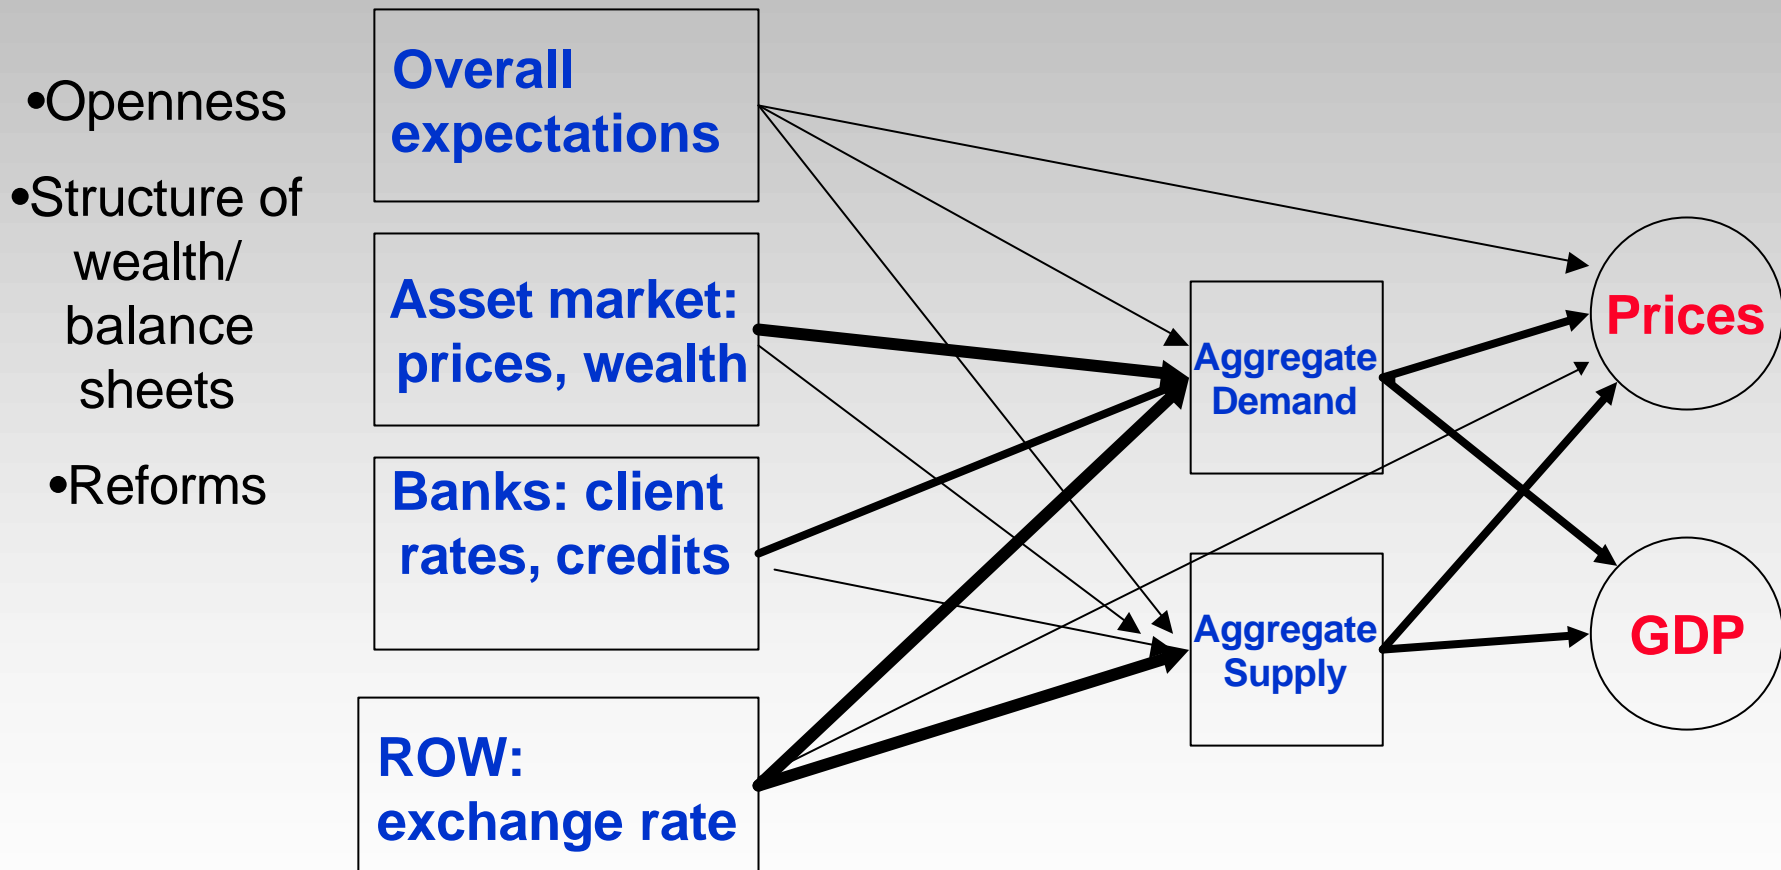 •Openness
•Structure of
wealth/
balance
sheets
•Reforms
Overall
expectations
Asset market:
prices, wealth
Banks: client
rates, credits
ROW:
exchange rate
Aggregate
Demand
Aggregate
Supply
Prices
GDP